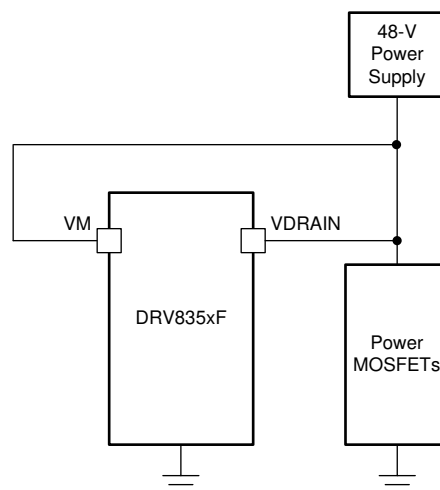 48-V
Power
Supply
VM
VDRAIN
DRV835xF
Power
MOSFETs